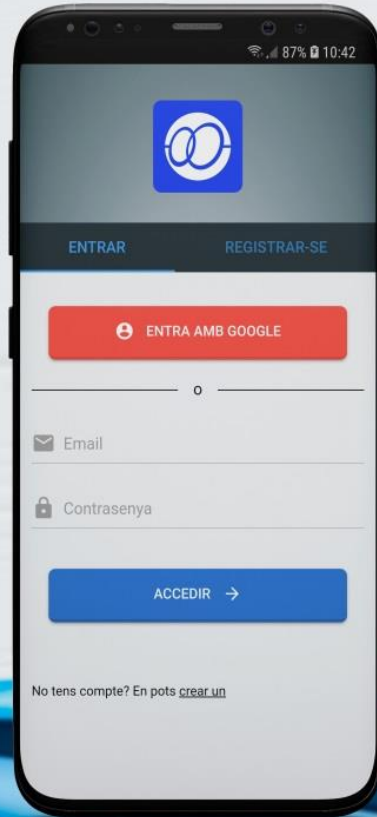 87% 10:42
ENTRAR REGISTRAR-SE
ENTRA AMB GOOGLE
O
Email
Contrasenya
ACCEDIR
No tens compte? En pots crear un